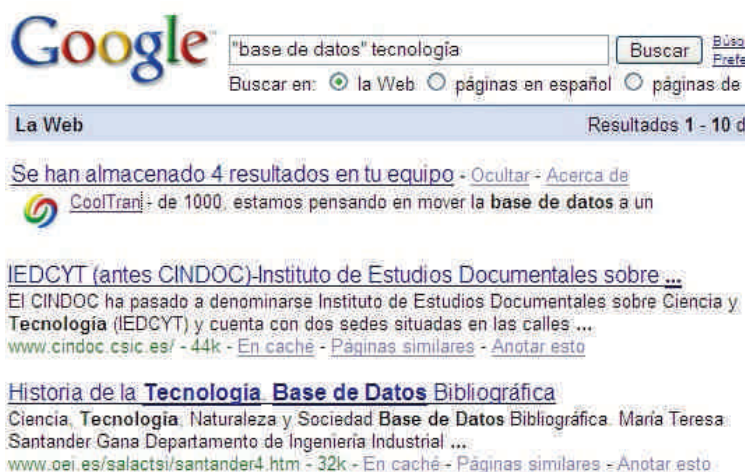 Google
"base de datos" tecnología Buscar
Buscar en: la Web páginas en español páginas de
La Web Resultados 1 - 10 d
Se han almacenado 4 resultados en tu equipo - Ocultar - Acerca de
CoolTran - de 1000, estamos pensando en mover la base de datos a un
IEDCYT (antes CINDOC)-Instituto de Estudios Documentales sobre ...
El CINDOC ha pasado a denominarse Instituto de Estudios Documentales sobre Ciencia y
Tecnología (IEDCYT) y cuenta con dos sedes situadas en las calles ...
www.cindoc.csic.es/ - 44k - En caché - Páginas similares - Anotar esto
Historia de la Tecnología. Base de Datos Bibliográfica
Ciencia, Tecnología, Naturaleza y Sociedad Base de Datos Bibliográfica. María Teresa
Santander Gana Departamento de Ingeniería Industrial ...
www.oei.es/salactsi/santander4.htm - 32k - En caché - Páginas similares - Anotar esto